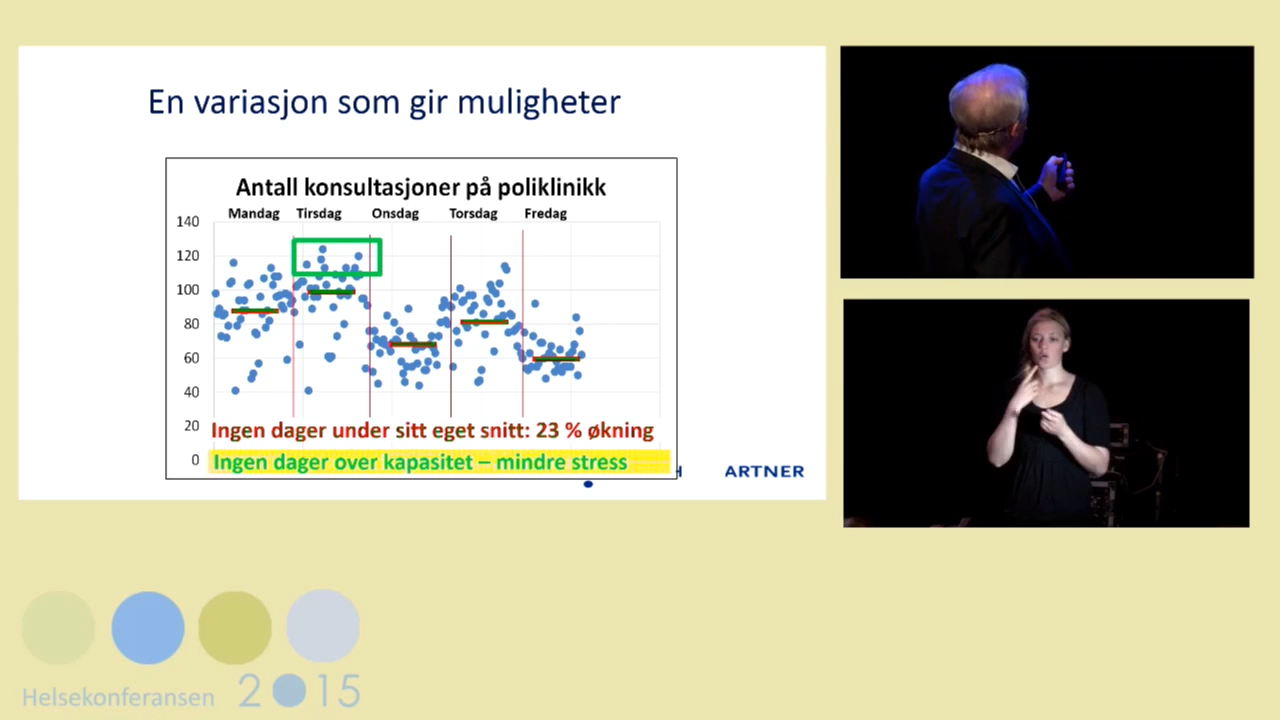 En variasjon som gir muligheter
Antall konsultasjoner på poliklinikk
Mandag Tirsdag Onsdag Torsdag Fredag
140
120
100
80
60
40
20
0
Ingen dager under sitt eget snitt: 23 % økning
Ingen dager over kapasitet – mindre stress
ARTNER
Helsekonferansen 2015